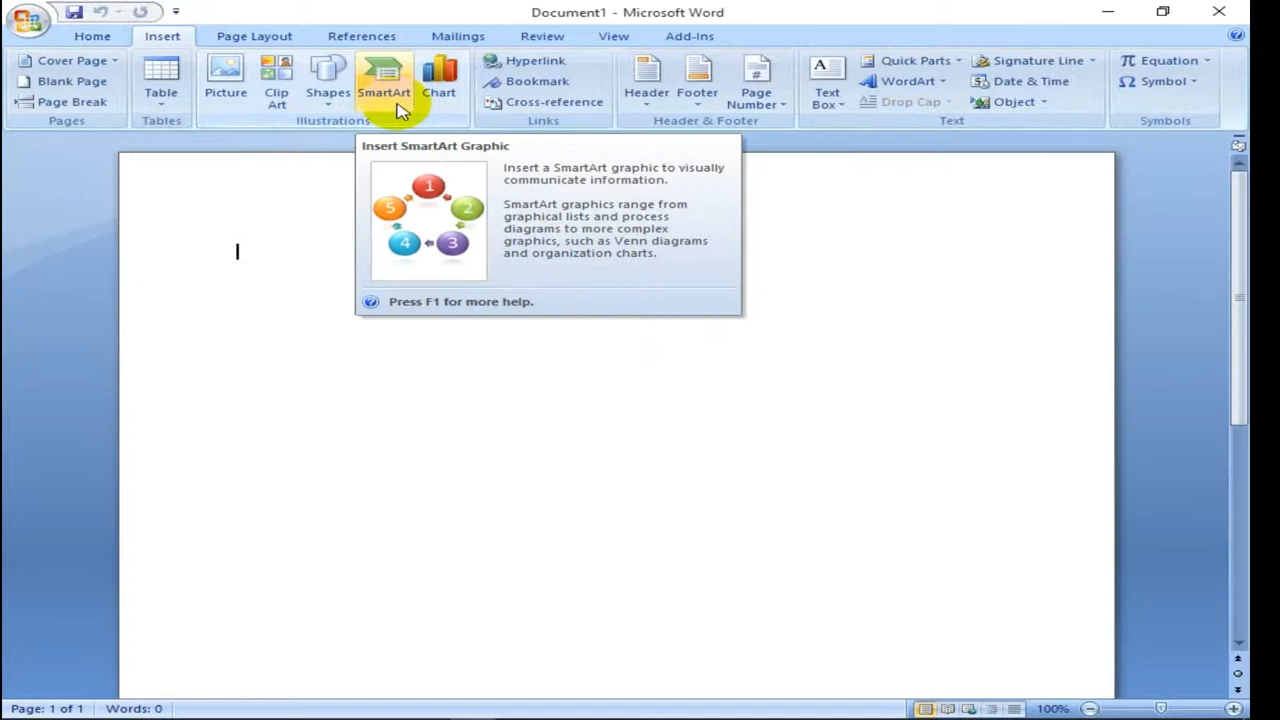 Document1 - Microsoft Word
Home Insert Page Layout References Mailings Review View Add-Ins
Cover Page
Blank Page
Page Break
Pages
Table
Tables
Picture
Clip
Art
Shapes
SmartArt
Chart
Illustrations
Hyperlink
Bookmark
Cross-reference
Links
Header
Footer
Page
Number
Header & Footer
A
Text
Box
Quick Parts
WordArt
Drop Cap
Signature Line
Date & Time
Object
Text
π Equation
Ω Symbol
Symbols
Insert SmartArt Graphic
1
2
3
4
5
Insert a SmartArt graphic to visually
communicate information.
SmartArt graphics range from
graphical lists and process
diagrams to more complex
graphics, such as Venn diagrams
and organization charts.
Press F1 for more help.
Page: 1 of 1 Words: 0 100%